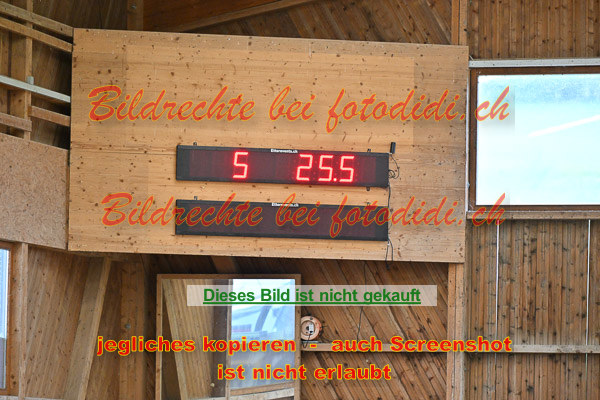 Bildrechte bei fotodidi.ch
5 25.5
Bildrechte bei fotodidi.ch
Dieses Bild ist nicht gekauft
jegliches kopieren - auch Screenshot
ist nicht erlaubt